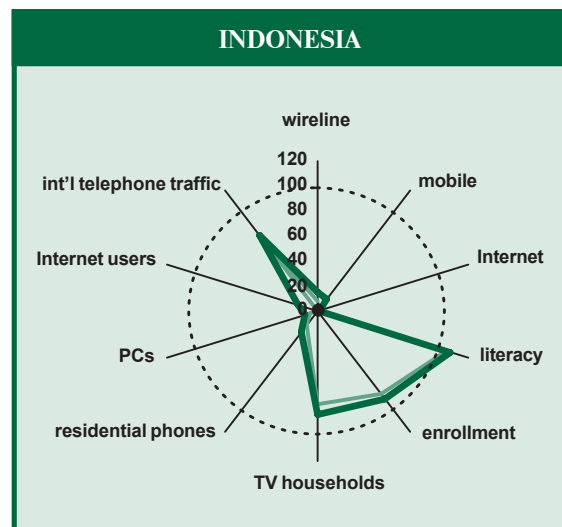 INDONESIA
wireline
120
int'l telephone traffic
100
mobile
80
60
Internet users
40
Internet
20
0
PCs
literacy
residential phones
enrollment
TV households